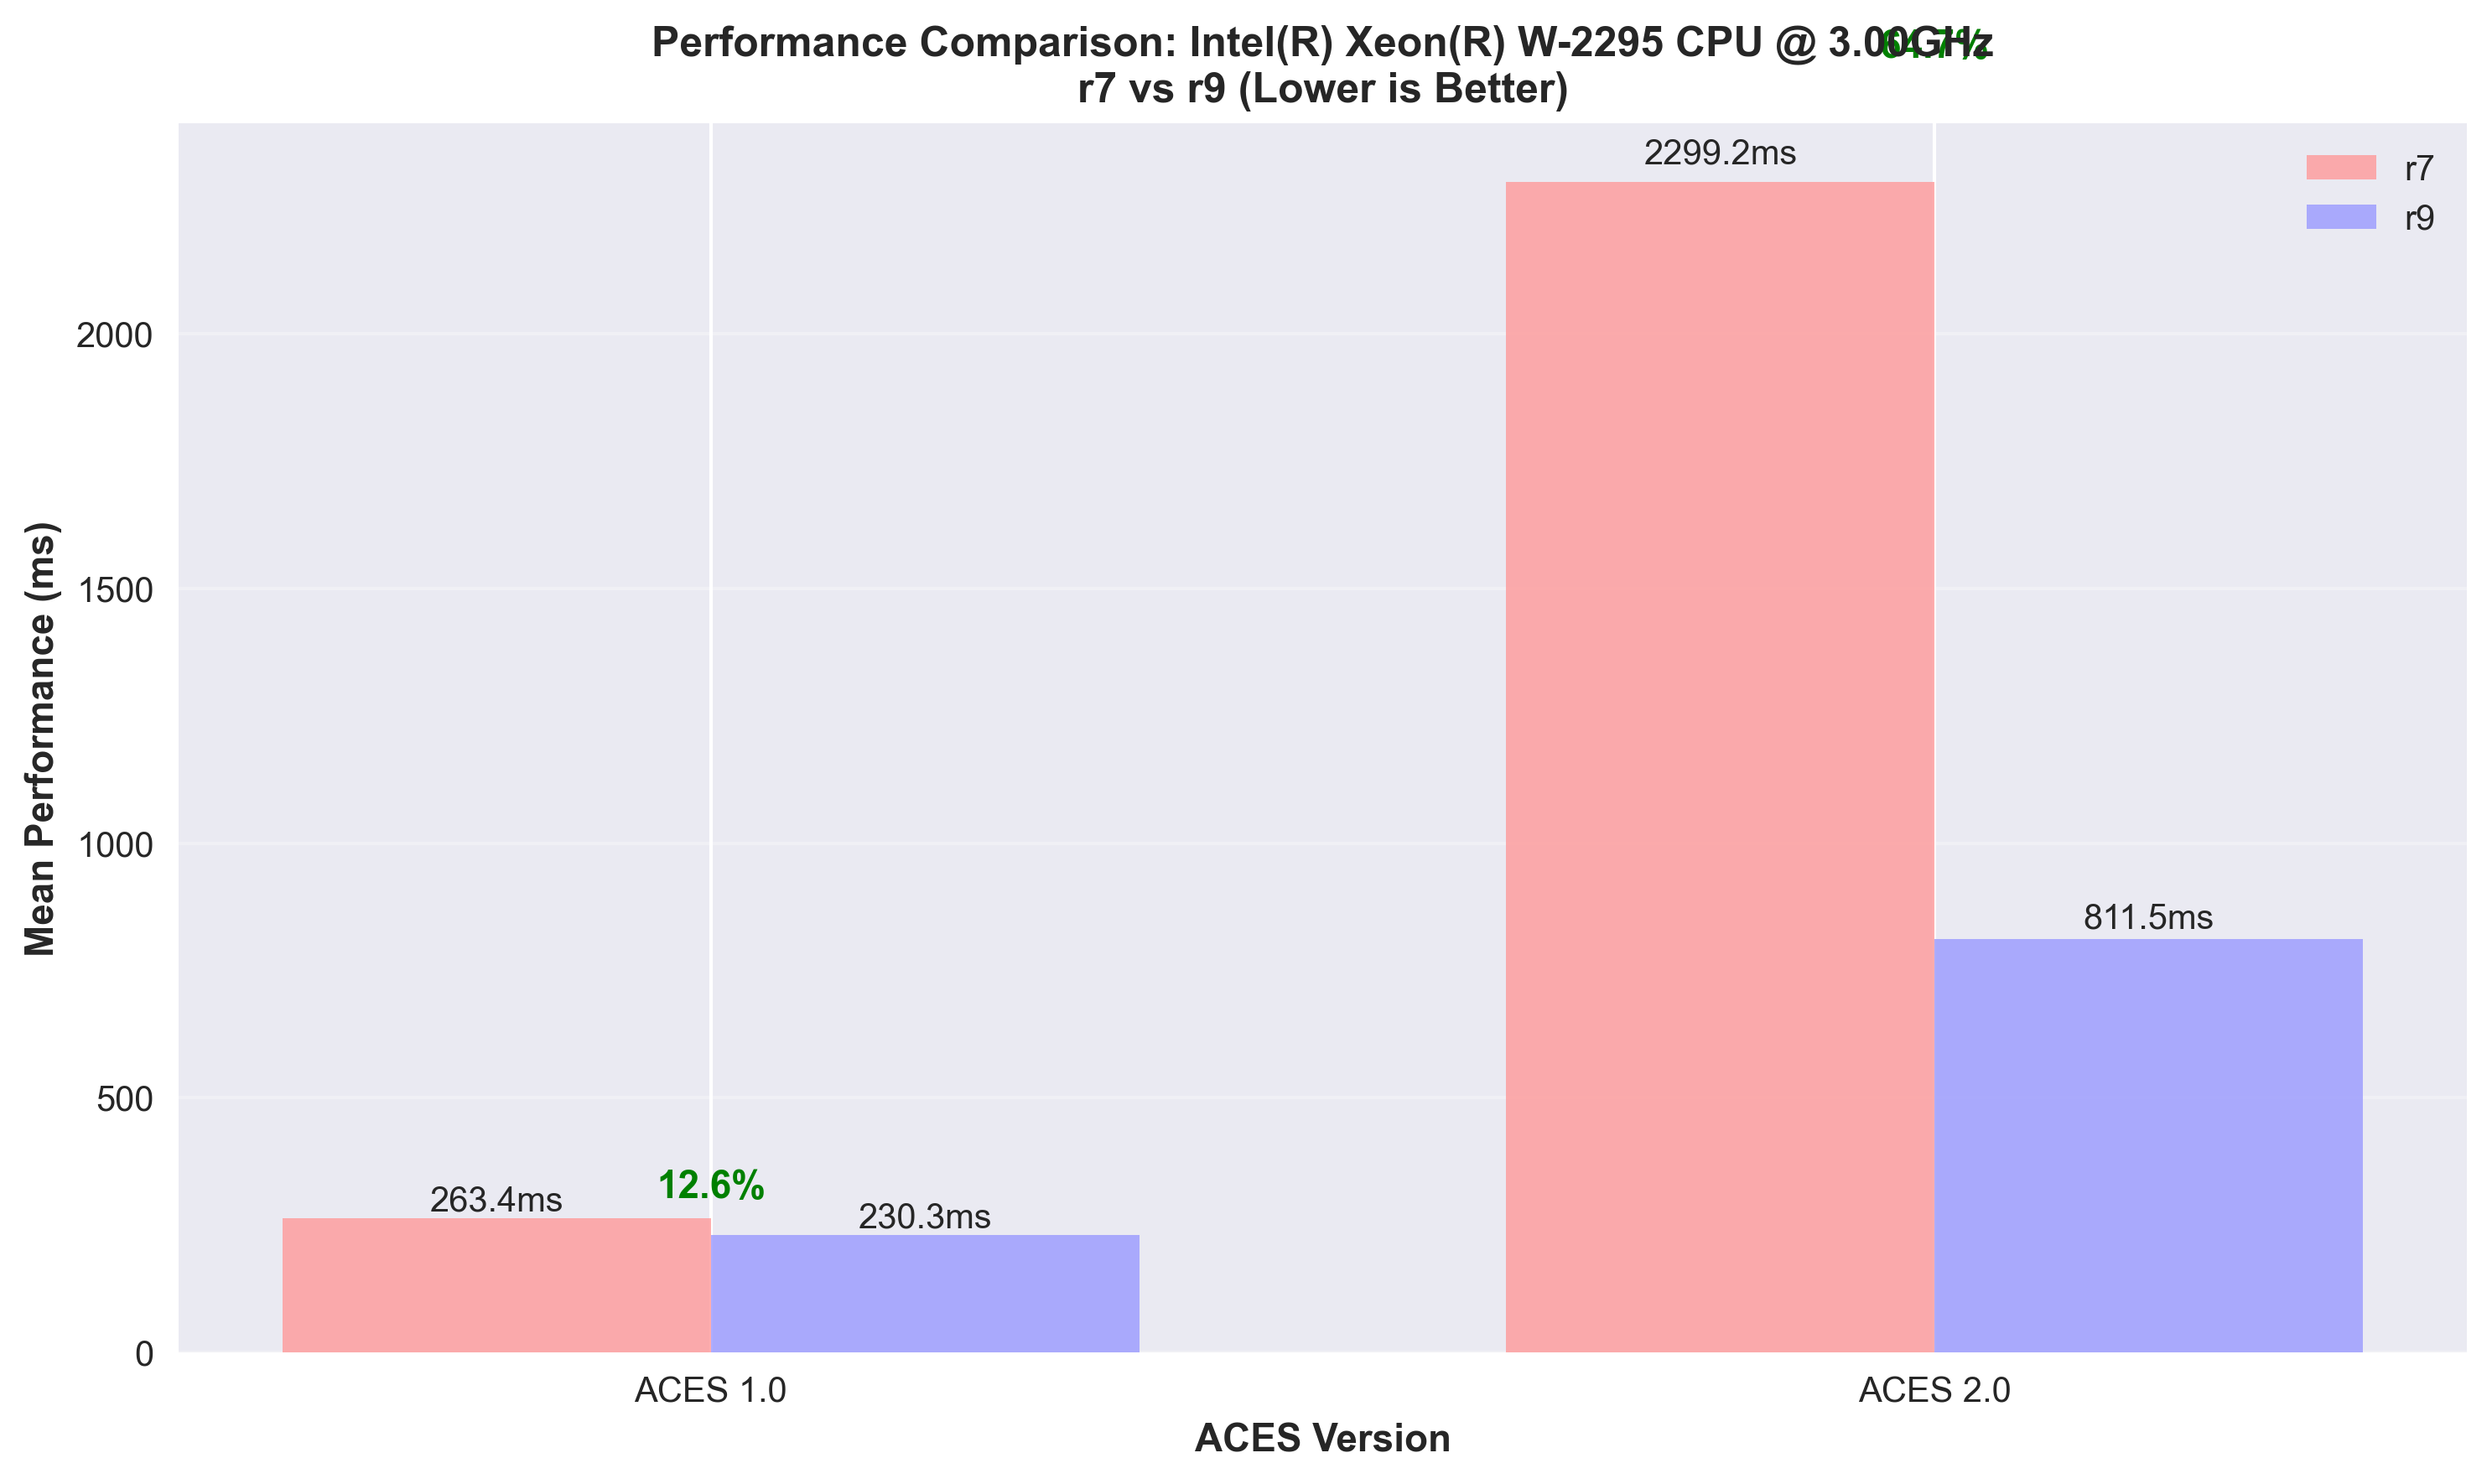 Performance Comparison: Intel(R) Xeon(R) W-2295 CPU @ 3.00GHz
64.7%
r7 vs r9 (Lower is Better)
2299.2ms
r7
r9
2000
1500
1000
811.5ms
500
12.6%
263.4ms
230.3ms
0
Mean Performance (ms)
ACES 1.0
ACES 2.0
ACES Version